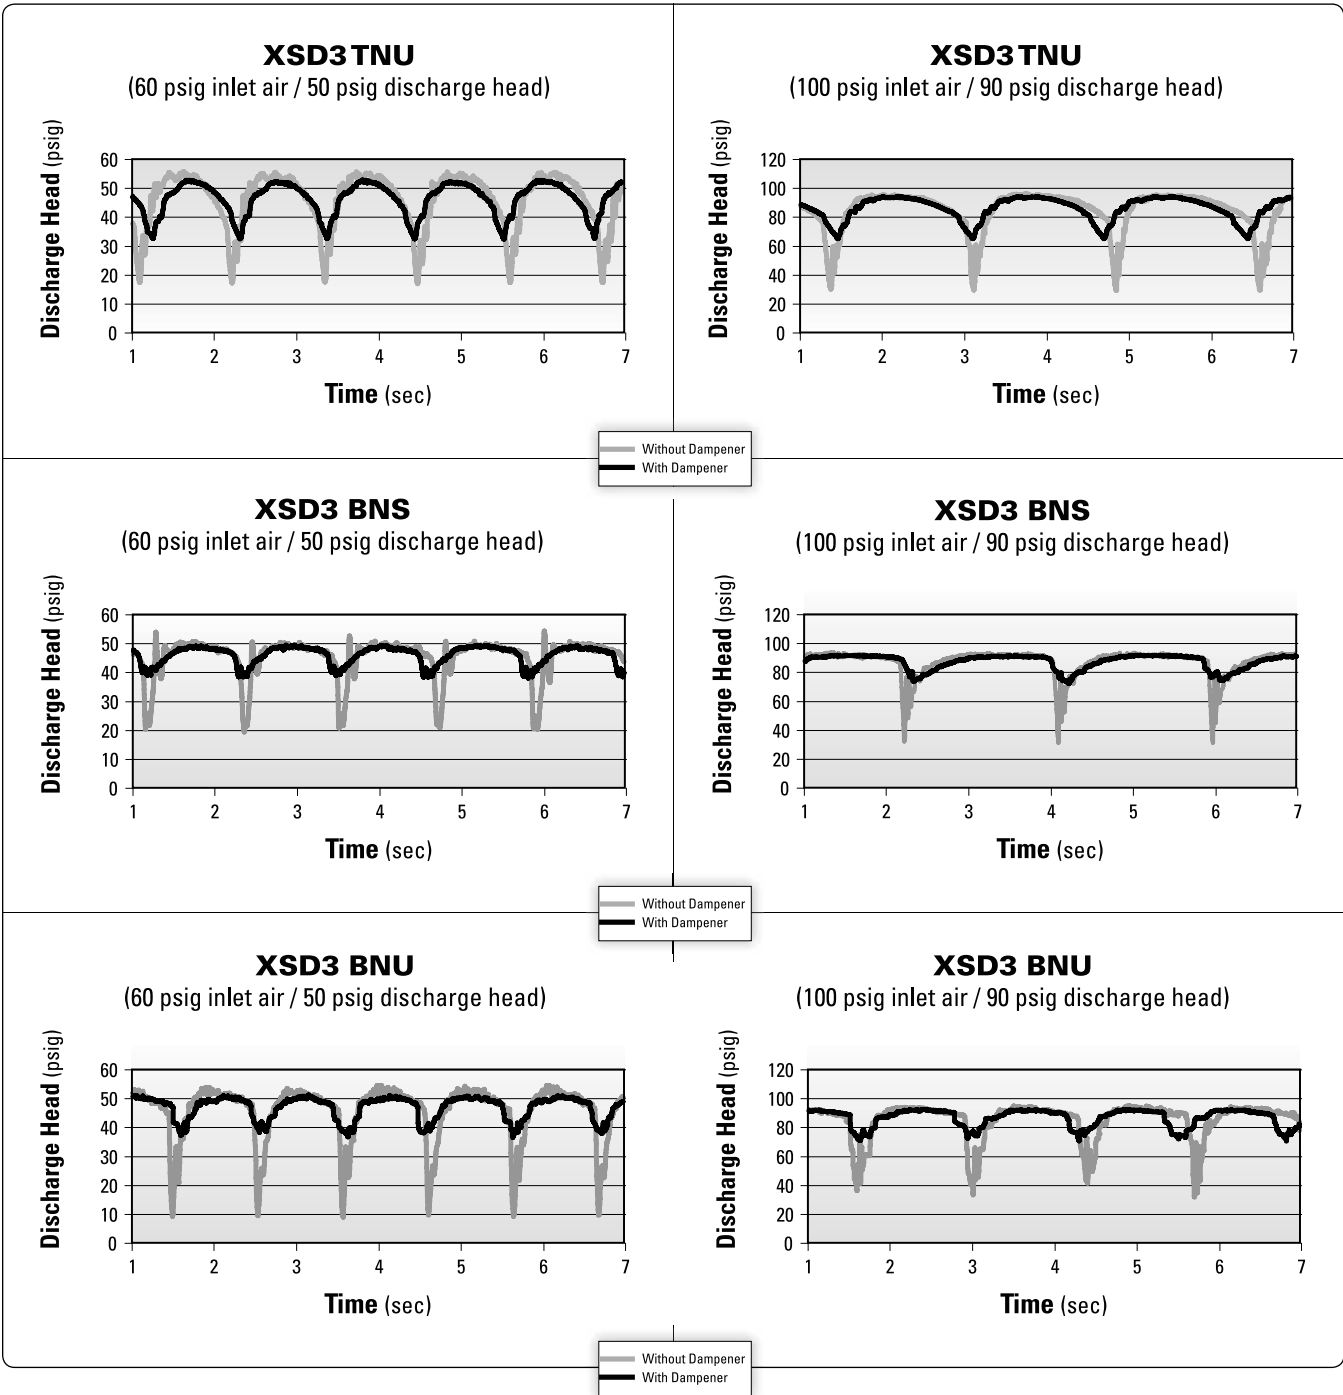 XSD3 TNU
(60 psig inlet air / 50 psig discharge head)
Discharge Head (psig)
60
50
40
30
20
10
0
1 2 3 4 5 6 7
Time (sec)
XSD3 TNU
(100 psig inlet air / 90 psig discharge head)
Discharge Head (psig)
120
100
80
60
40
20
0
1 2 3 4 5 6 7
Time (sec)
Without Dampener
With Dampener
XSD3 BNS
(60 psig inlet air / 50 psig discharge head)
Discharge Head (psig)
60
50
40
30
20
10
0
1 2 3 4 5 6 7
Time (sec)
XSD3 BNS
(100 psig inlet air / 90 psig discharge head)
Discharge Head (psig)
120
100
80
60
40
20
0
1 2 3 4 5 6 7
Time (sec)
Without Dampener
With Dampener
XSD3 BNU
(60 psig inlet air / 50 psig discharge head)
Discharge Head (psig)
60
50
40
30
20
10
0
1 2 3 4 5 6 7
Time (sec)
XSD3 BNU
(100 psig inlet air / 90 psig discharge head)
Discharge Head (psig)
120
100
80
60
40
20
0
1 2 3 4 5 6 7
Time (sec)
Without Dampener
With Dampener